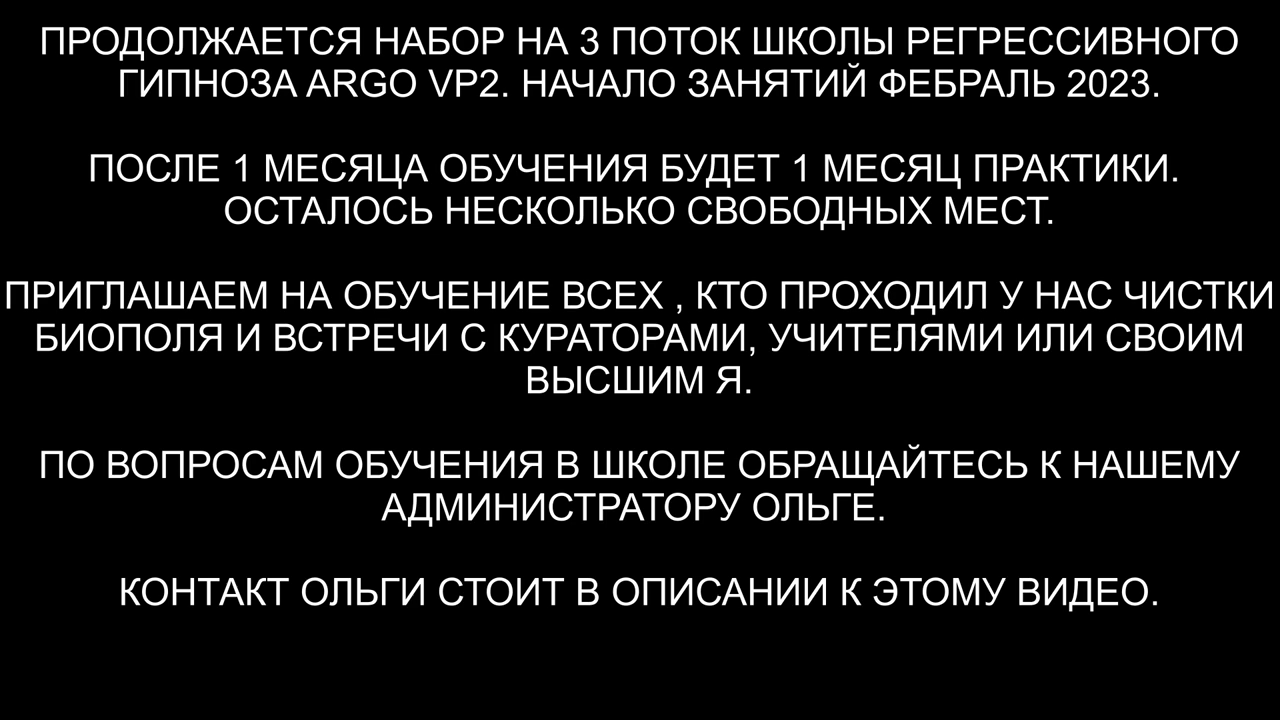 ПРОДОЛЖАЕТСЯ НАБОР НА 3 ПОТОК ШКОЛЫ РЕГРЕССИВНОГО
ГИПНОЗА ARGO VP2. НАЧАЛО ЗАНЯТИЙ ФЕБРАЛЬ 2023.
ПОСЛЕ 1 МЕСЯЦА ОБУЧЕНИЯ БУДЕТ 1 МЕСЯЦ ПРАКТИКИ.
ОСТАЛОСЬ НЕСКОЛЬКО СВОБОДНЫХ МЕСТ.
ПРИГЛАШАЕМ НА ОБУЧЕНИЕ ВСЕХ , КТО ПРОХОДИЛ У НАС ЧИСТКИ
БИОПОЛЯ И ВСТРЕЧИ С КУРАТОРАМИ, УЧИТЕЛЯМИ ИЛИ СВОИМ
ВЫСШИМ Я.
ПО ВОПРОСАМ ОБУЧЕНИЯ В ШКОЛЕ ОБРАЩАЙТЕСЬ К НАШЕМУ
АДМИНИСТРАТОРУ ОЛЬГЕ.
КОНТАКТ ОЛЬГИ СТОИТ В ОПИСАНИИ К ЭТОМУ ВИДЕО.